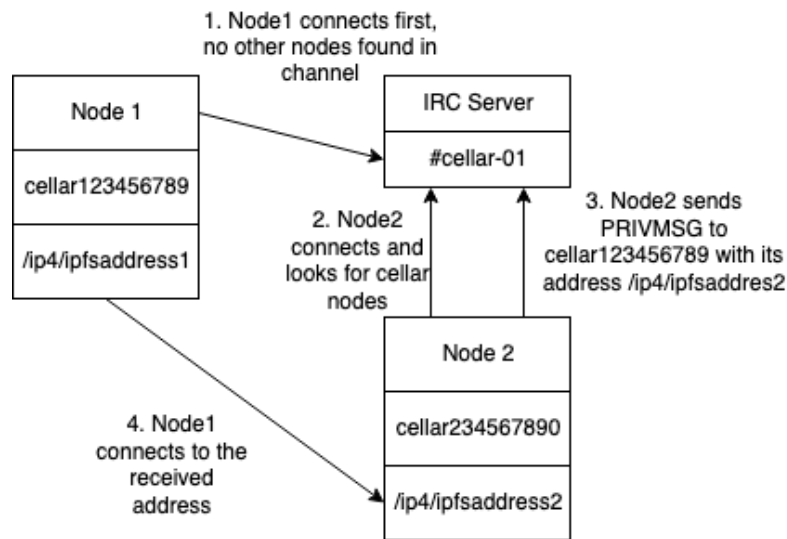 1. Node1 connects first,
no other nodes found in
channel
Node 1
cellar123456789
/ip4/ipfsaddress1
IRC Server
#cellar-01
2. Node2
connects and
looks for cellar
nodes
3. Node2 sends
PRIVMSG to
cellar123456789 with its
address /ip4/ipfsaddres2
Node 2
cellar234567890
/ip4/ipfsaddress2
4. Node1
connects to the
received
address